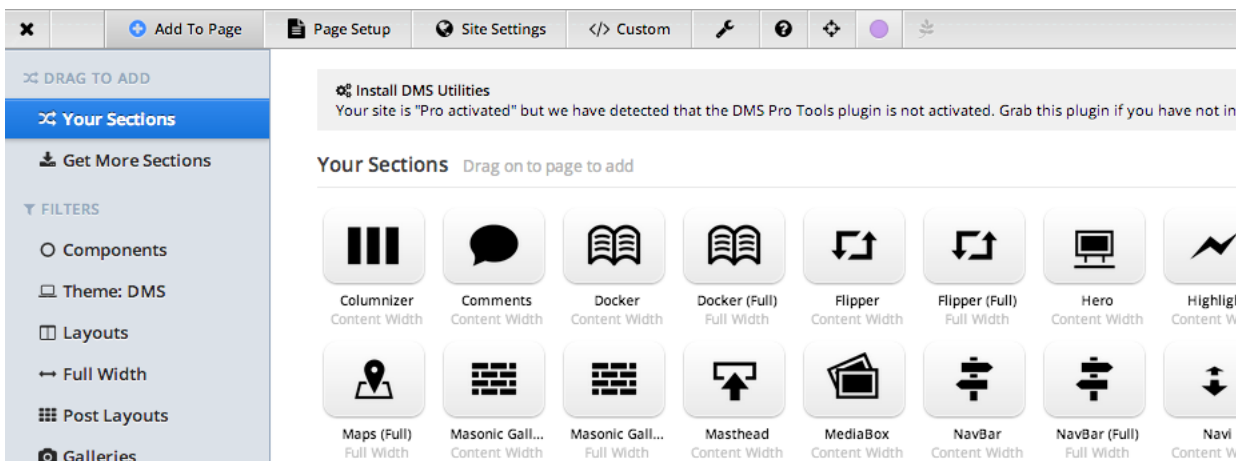 Add To Page Page Setup Site Settings </> Custom
DRAG TO ADD
Your Sections
Get More Sections
FILTERS
Components
Theme: DMS
Layouts
Full Width
Post Layouts
Galleries
Install DMS Utilities
Your site is "Pro activated" but we have detected that the DMS Pro Tools plugin is not activated. Grab this plugin if you have not in
Your Sections Drag on to page to add
Columnizer Comments Docker Docker (Full) Flipper Flipper (Full) Hero Highligh
Content Width Content Width Content Width Full Width Content Width Full Width Content Width Content W
Maps (Full) Masonic Gall... Masonic Gall... Masthead MediaBox NavBar NavBar (Full) Navi
Full Width Content Width Full Width Content Width Content Width Content Width Full Width Content W